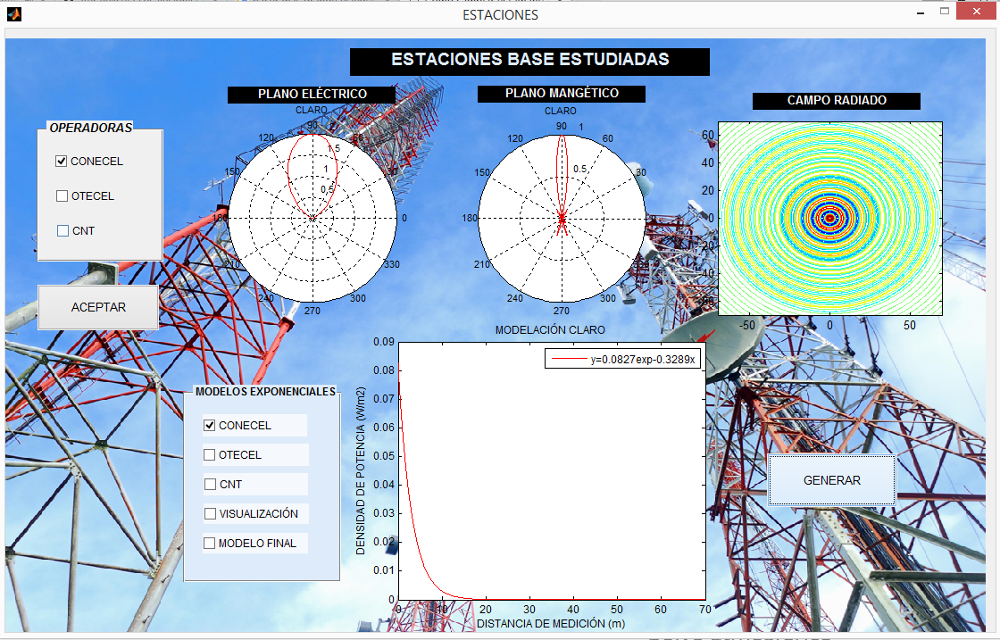 ESTACIONES
ESTACIONES BASE ESTUDIADAS
PLANO ELÉCTRICO
PLANO MANGÉTICO
CAMPO RADIADO
OPERADORAS
CONECEL
OTECEL
CNT
ACEPTAR
CLARO
90
120
60
1.5
150
1
30
0.5
180
0
210
330
240
300
270
CLARO
90
1
120
60
150
0.5
30
180
0
210
330
240
300
270
60
40
20
0
-20
-40
-60
-50
0
50
MODELOS EXPONENCIALES
CONECEL
OTECEL
CNT
VISUALIZACIÓN
MODELO FINAL
MODELACIÓN CLARO
y=0.0827exp-0.3289x
DENSIDAD DE POTENCIA (W/m2)
0.09
0.08
0.07
0.06
0.05
0.04
0.03
0.02
0.01
0
0 10 20 30 40 50 60 70
DISTANCIA DE MEDICIÓN (m)
GENERAR